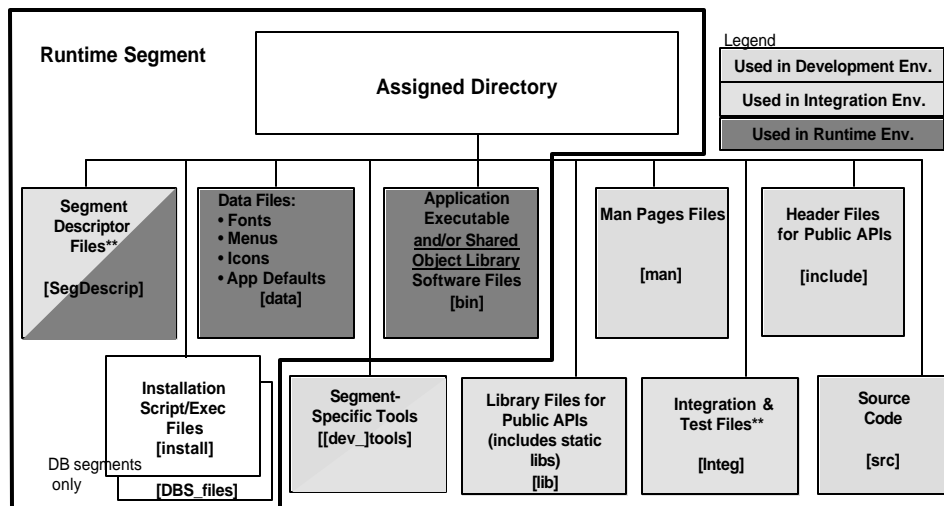 Runtime Segment
Assigned Directory
Legend
Used in Development Env.
Used in Integration Env.
Used in Runtime Env.
Segment
Descriptor
Files**
[SegDescrip]
Data Files:
• Fonts
• Menus
• Icons
• App Defaults
[data]
Application
Executable
and/or Shared
Object Library
Software Files
[bin]
Man Pages Files
[man]
Header Files
for Public APIs
[include]
Installation
Script/Exec
Files
[install]
DB segments
only
[DBS_files]
Segment-
Specific Tools
[[dev_]tools]
Library Files for
Public APIs
(includes static
libs)
[lib]
Integration &
Test Files**
[Integ]
Source
Code
[src]